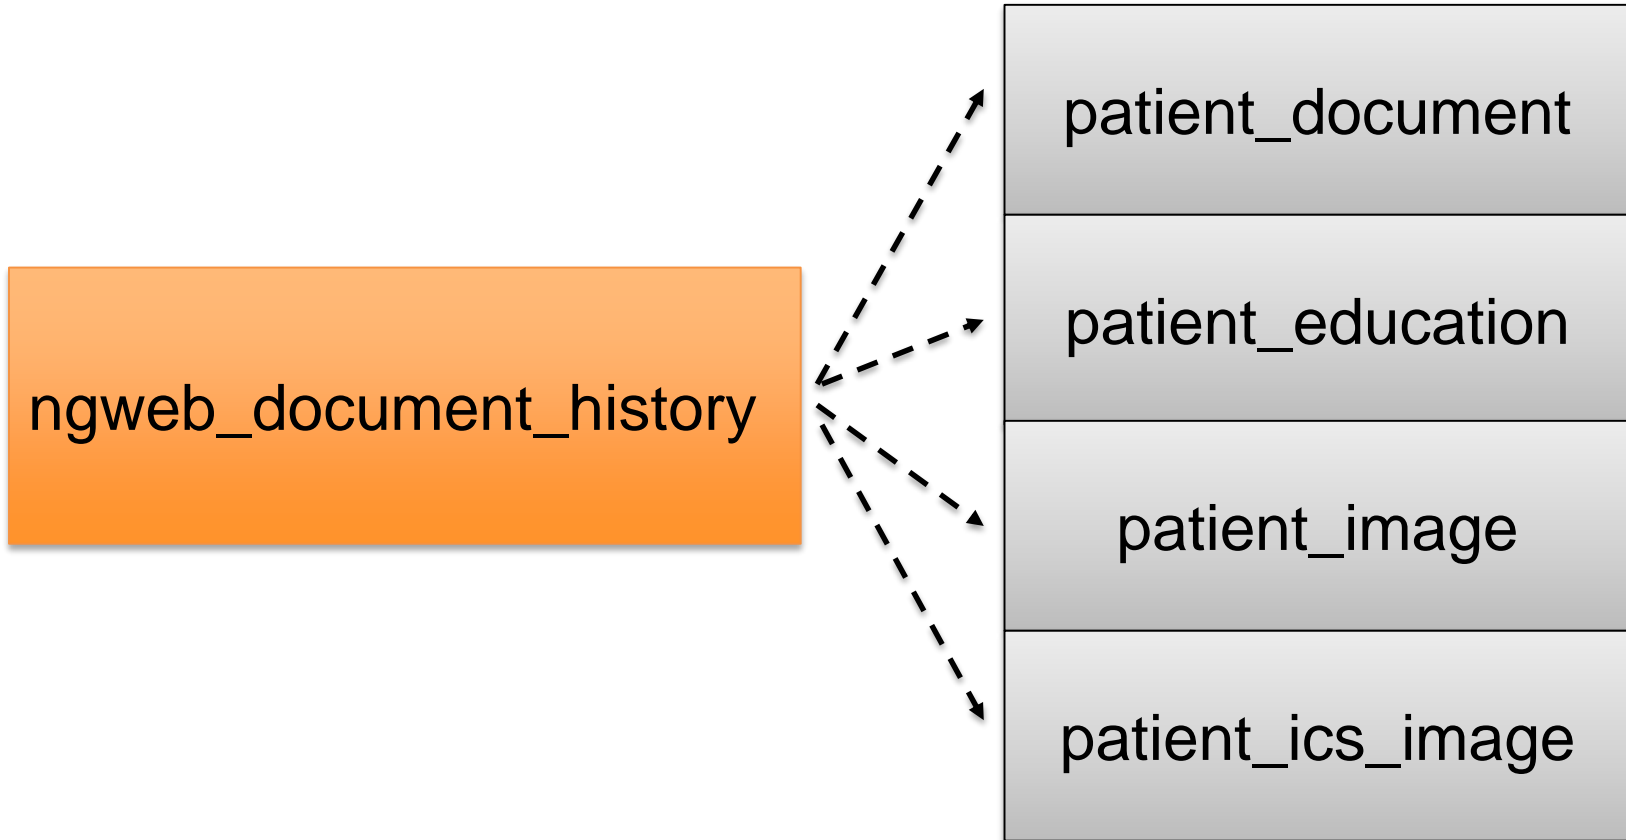 ngweb_document_history
patient_document
patient_education
patient_image
patient_ics_image